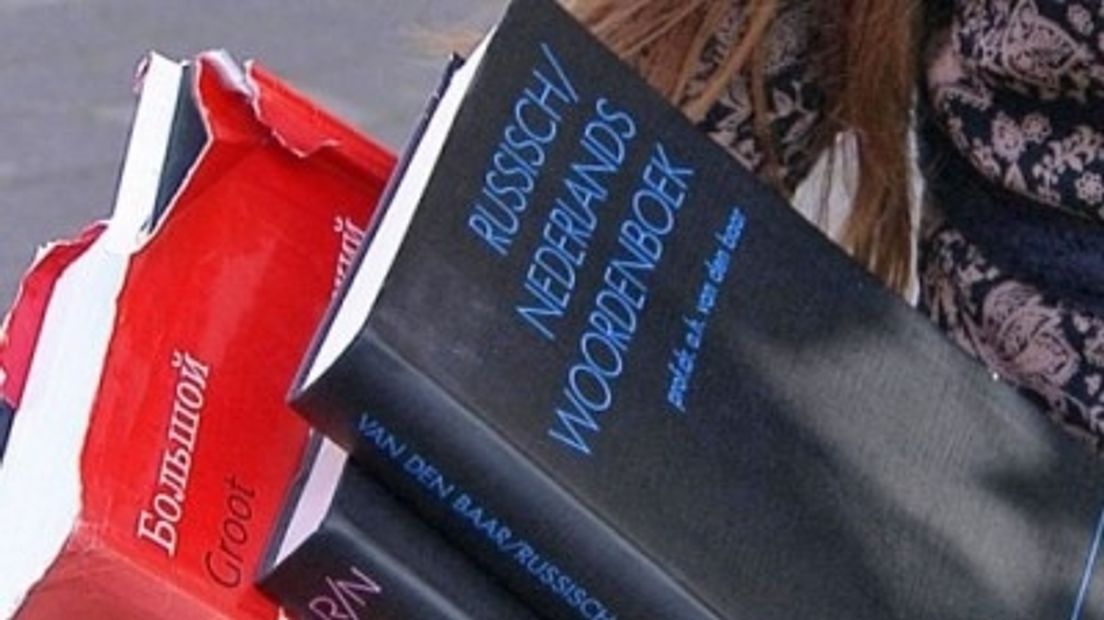 RUSSISCH/
NEDERLANDS
WOORDENBOEK
prof.dr. a.h. van den baar
VAN DEN BAAR/RUSSISCH
Большой
Groot
R/N